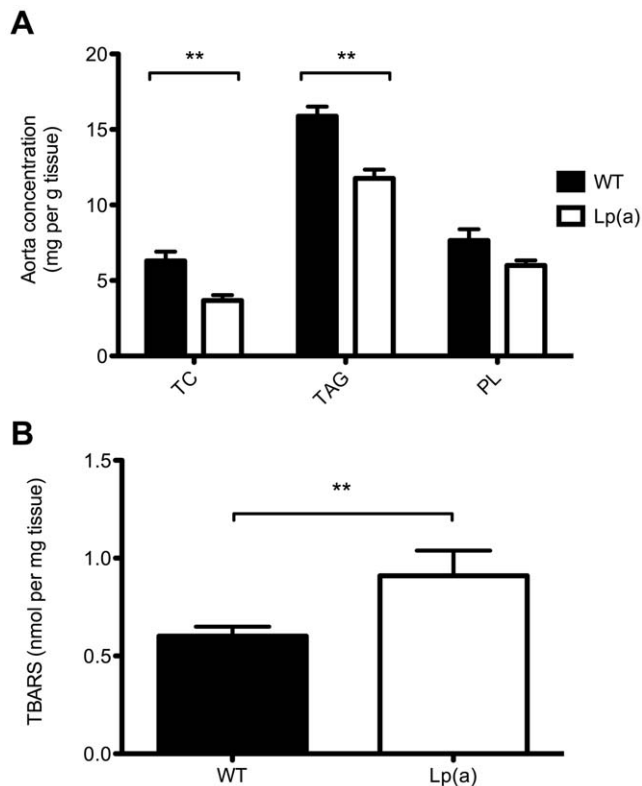 A
Aorta concentration
(mg per g tissue)
20
15
10
5
0
**
**
WT
Lp(a)
TC
TAG
PL
B
TBARS (nmol per mg tissue)
1.5
1.0
0.5
0.0
**
WT
Lp(a)